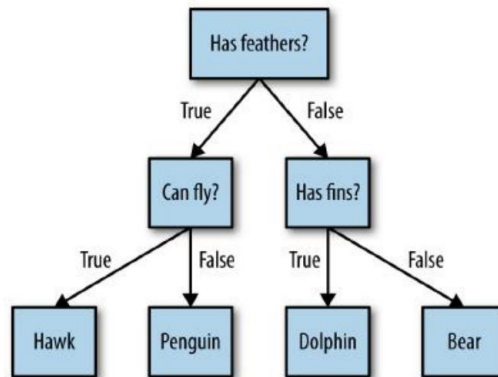 Has feathers?
True
False
Can fly?
Has fins?
True
False
True
False
Hawk
Penguin
Dolphin
Bear